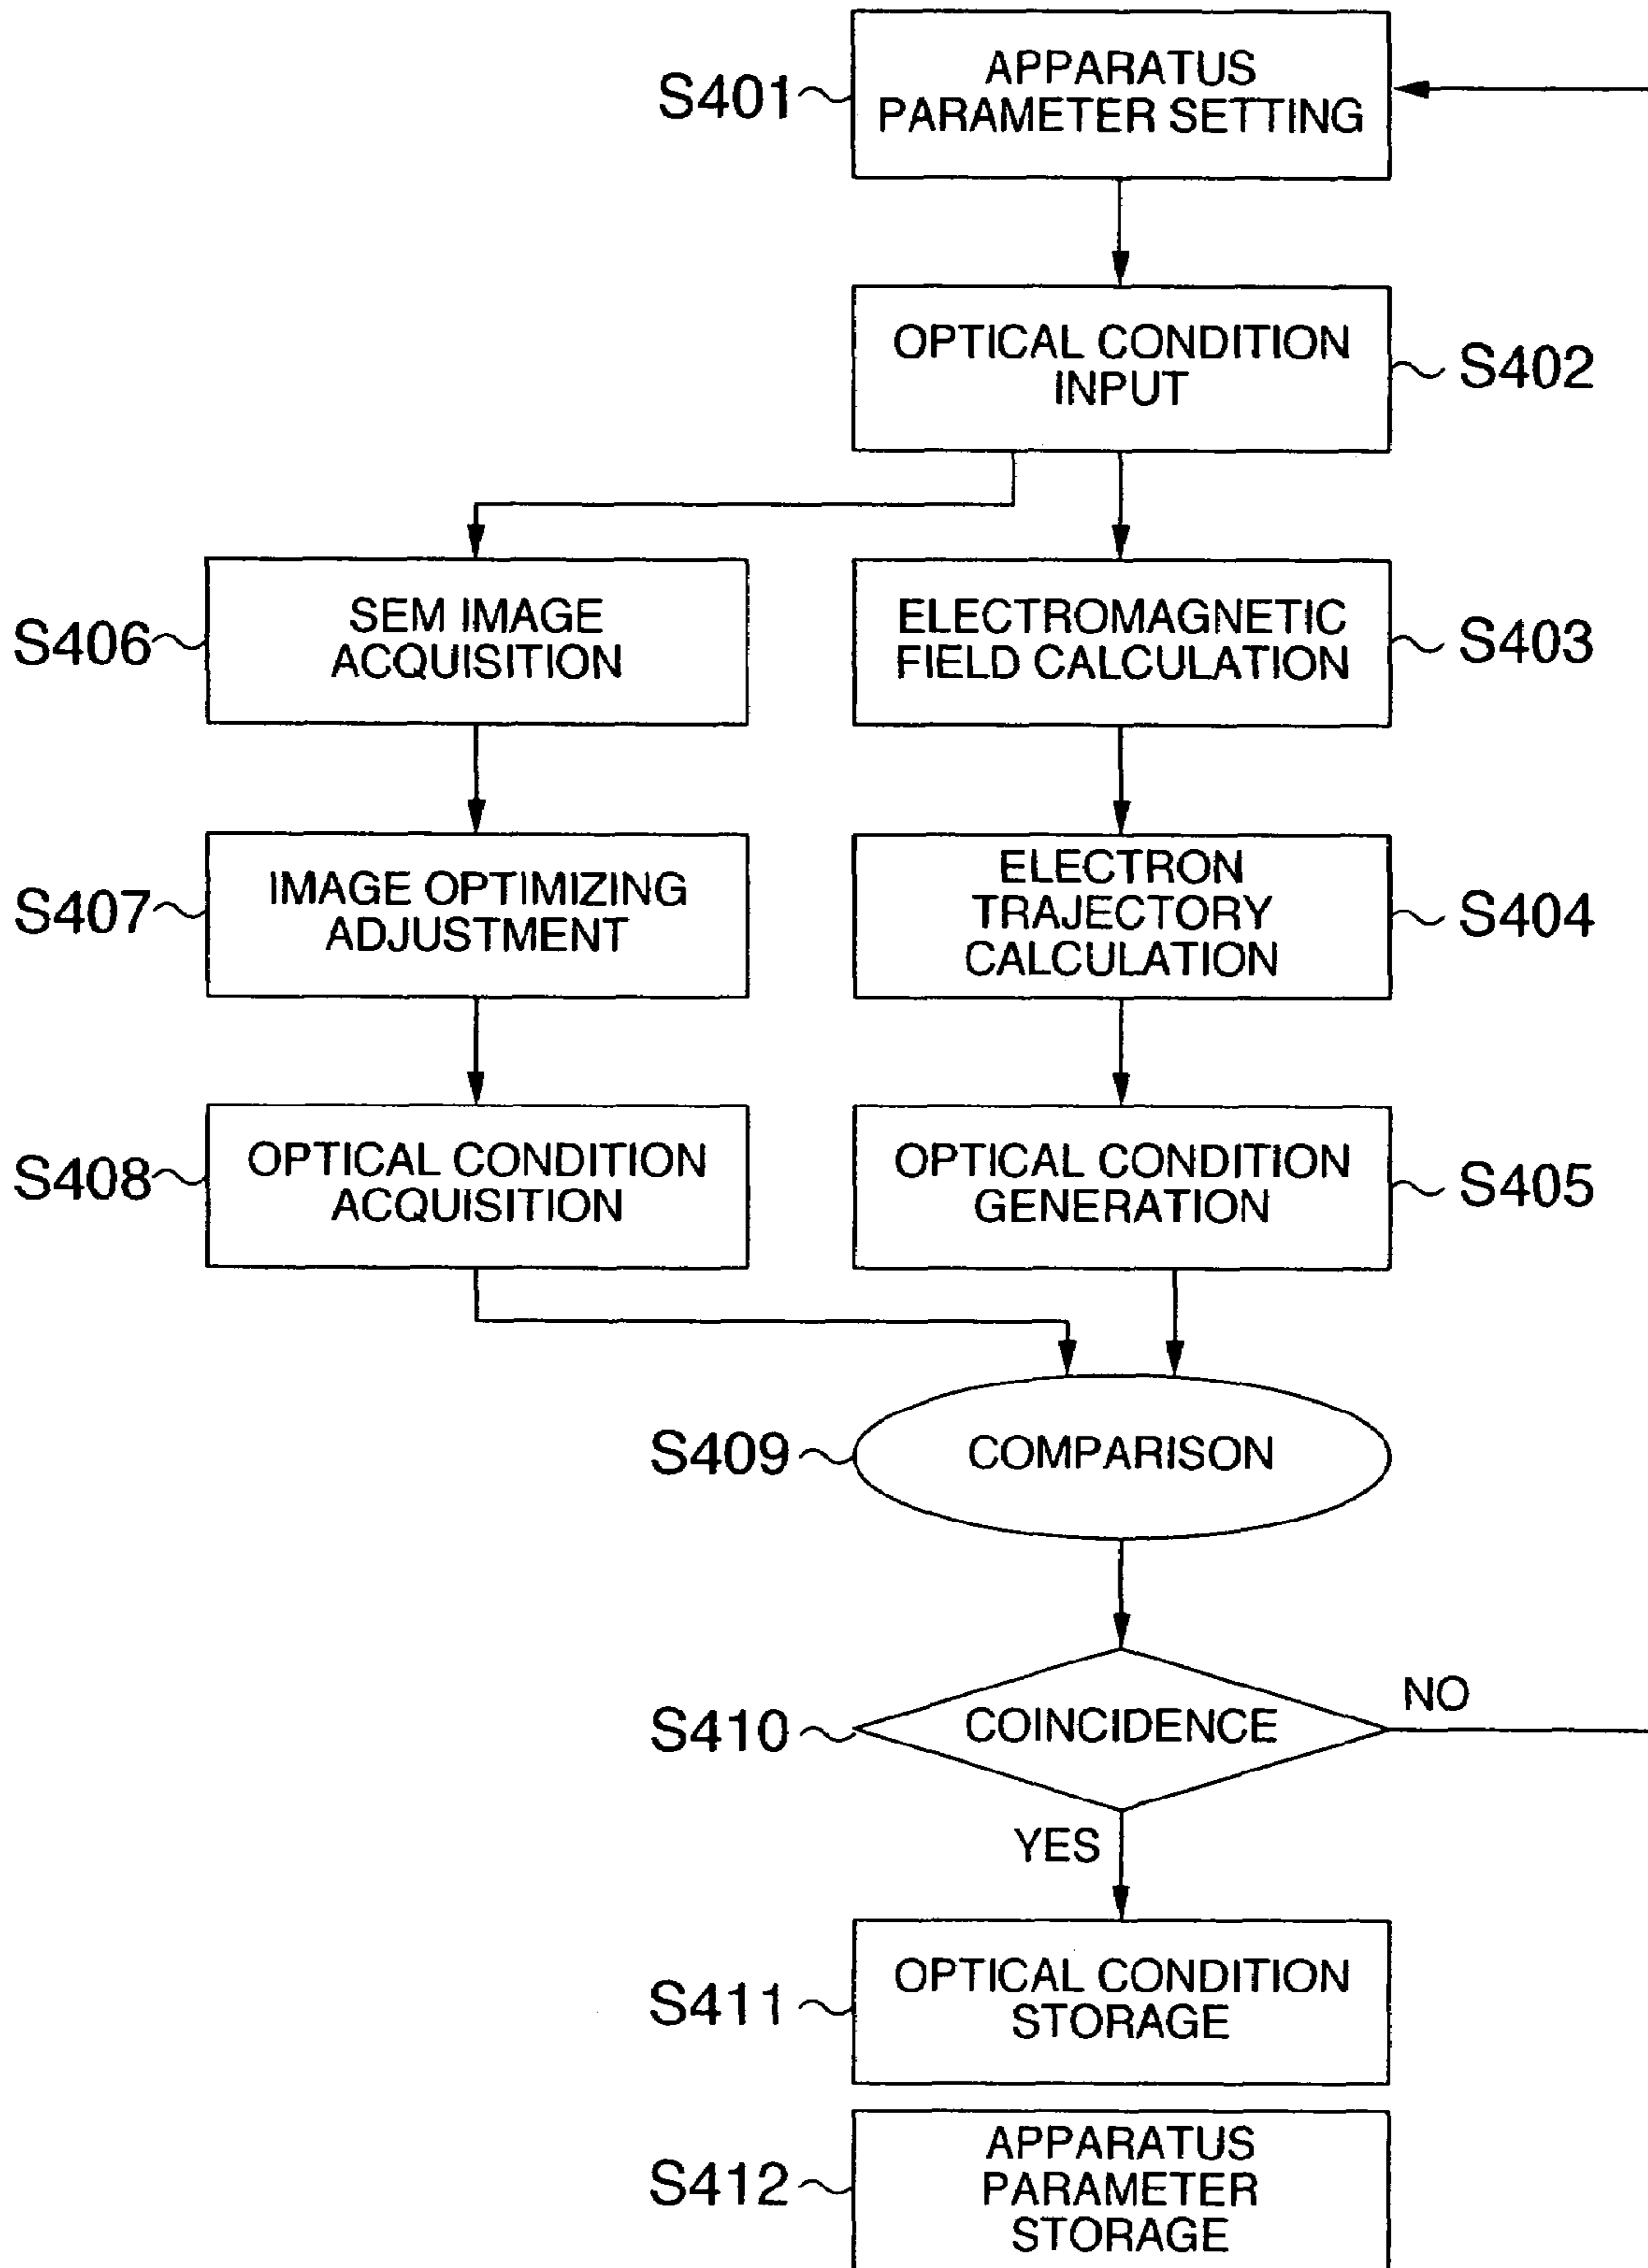 S401
APPARATUS
PARAMETER SETTING
OPTICAL CONDITION
INPUT
S402
S406
SEM IMAGE
ACQUISITION
ELECTROMAGNETIC
FIELD CALCULATION
S403
S407
IMAGE OPTIMIZING
ADJUSTMENT
ELECTRON
TRAJECTORY
CALCULATION
S404
S408
OPTICAL CONDITION
ACQUISITION
OPTICAL CONDITION
GENERATION
S405
S409
COMPARISON
S410
COINCIDENCE
NO
YES
S411
OPTICAL CONDITION
STORAGE
S412
APPARATUS
PARAMETER
STORAGE